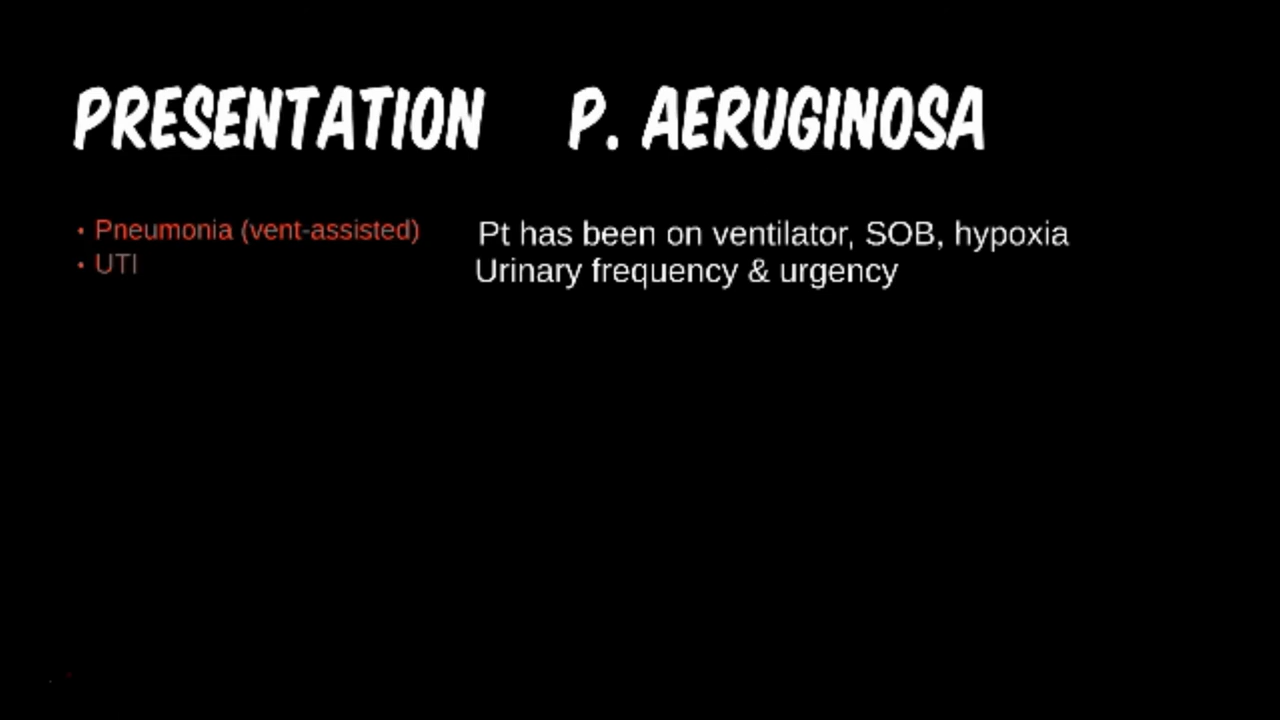 PRESENTATION P. AERUGINOSA
• Pneumonia (vent-assisted) Pt has been on ventilator, SOB, hypoxia
• UTI Urinary frequency & urgency